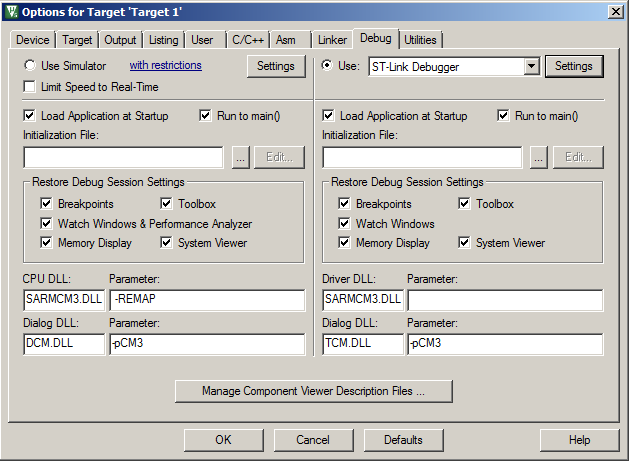 Options for Target 'Target 1'
Device Target Output Listing User C/C++ Asm Linker Debug Utilities
Use Simulator with restrictions Settings
Limit Speed to Real-Time
Use: ST-Link Debugger Settings
Load Application at Startup Run to main()
Initialization File:
... Edit...
Restore Debug Session Settings
Breakpoints Toolbox
Watch Windows & Performance Analyzer
Memory Display System Viewer
CPU DLL: Parameter:
SARMCM3.DLL -REMAP
Dialog DLL: Parameter:
DCM.DLL -pCM3
Load Application at Startup Run to main()
Initialization File:
... Edit...
Restore Debug Session Settings
Breakpoints Toolbox
Watch Windows
Memory Display System Viewer
Driver DLL: Parameter:
SARMCM3.DLL
Dialog DLL: Parameter:
TCM.DLL -pCM3
Manage Component Viewer Description Files ...
OK Cancel Defaults Help